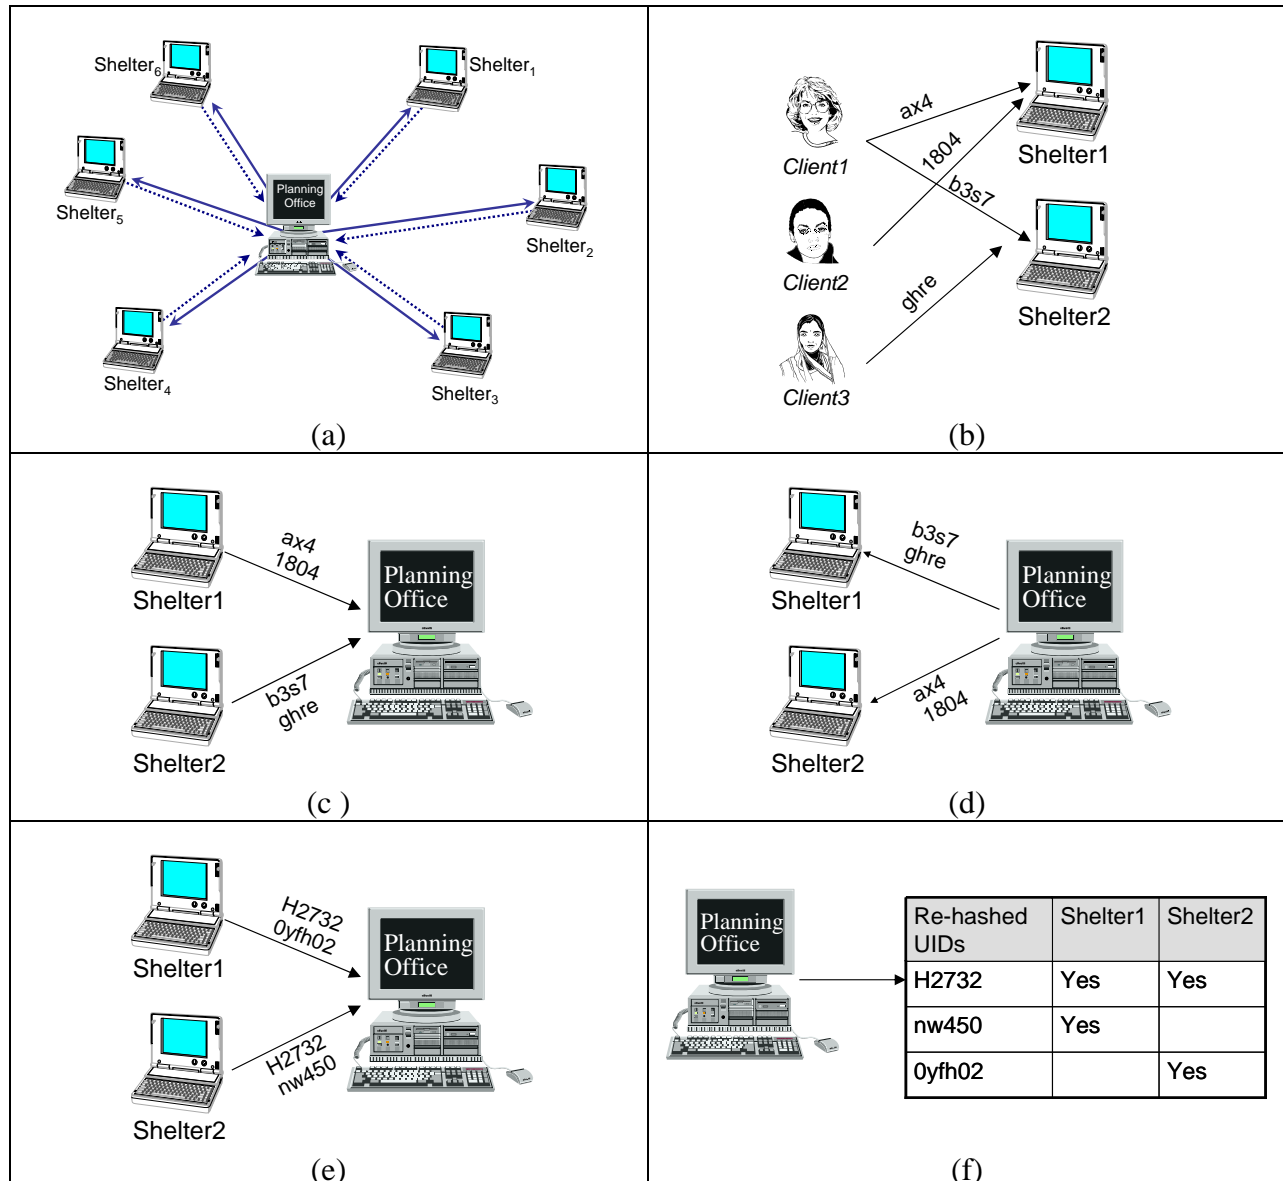 Shelter6
Shelter1
Planning
Office
Shelter5
Shelter2
Shelter4
Shelter3
(a)
Client1
ax4
1804
b3s7
Shelter1
Client2
ghre
Shelter2
Client3
(b)
ax4
1804
Shelter1
Planning
Office
b3s7
ghre
Shelter2
(c )
b3s7
ghre
Shelter1
Planning
Office
ax4
1804
Shelter2
(d)
H2732
0yfh02
Shelter1
Planning
Office
H2732
nw450
Shelter2
(e)
Planning
Office
Re-hashed UIDs Shelter1 Shelter2
H2732 Yes Yes
nw450 Yes
0yfh02 Yes
(f)